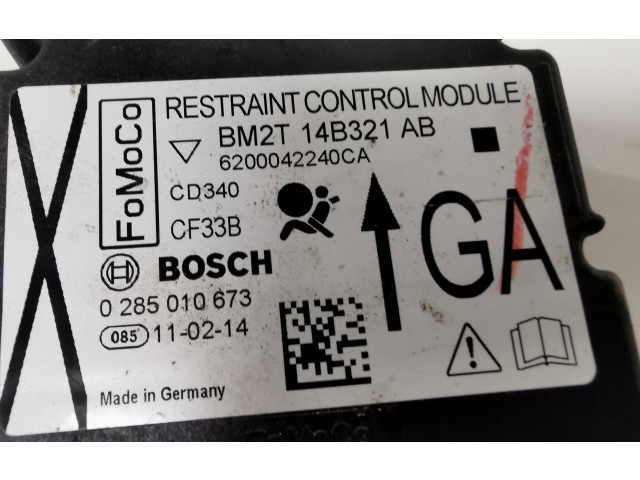 FoMoCo
RESTRAINT CONTROL MODULE
BM2T 14B321 AB
6200042240CA
CD340
CF33B
GA
BOSCH
0 285 010 673
085 11-02-14
Made in Germany